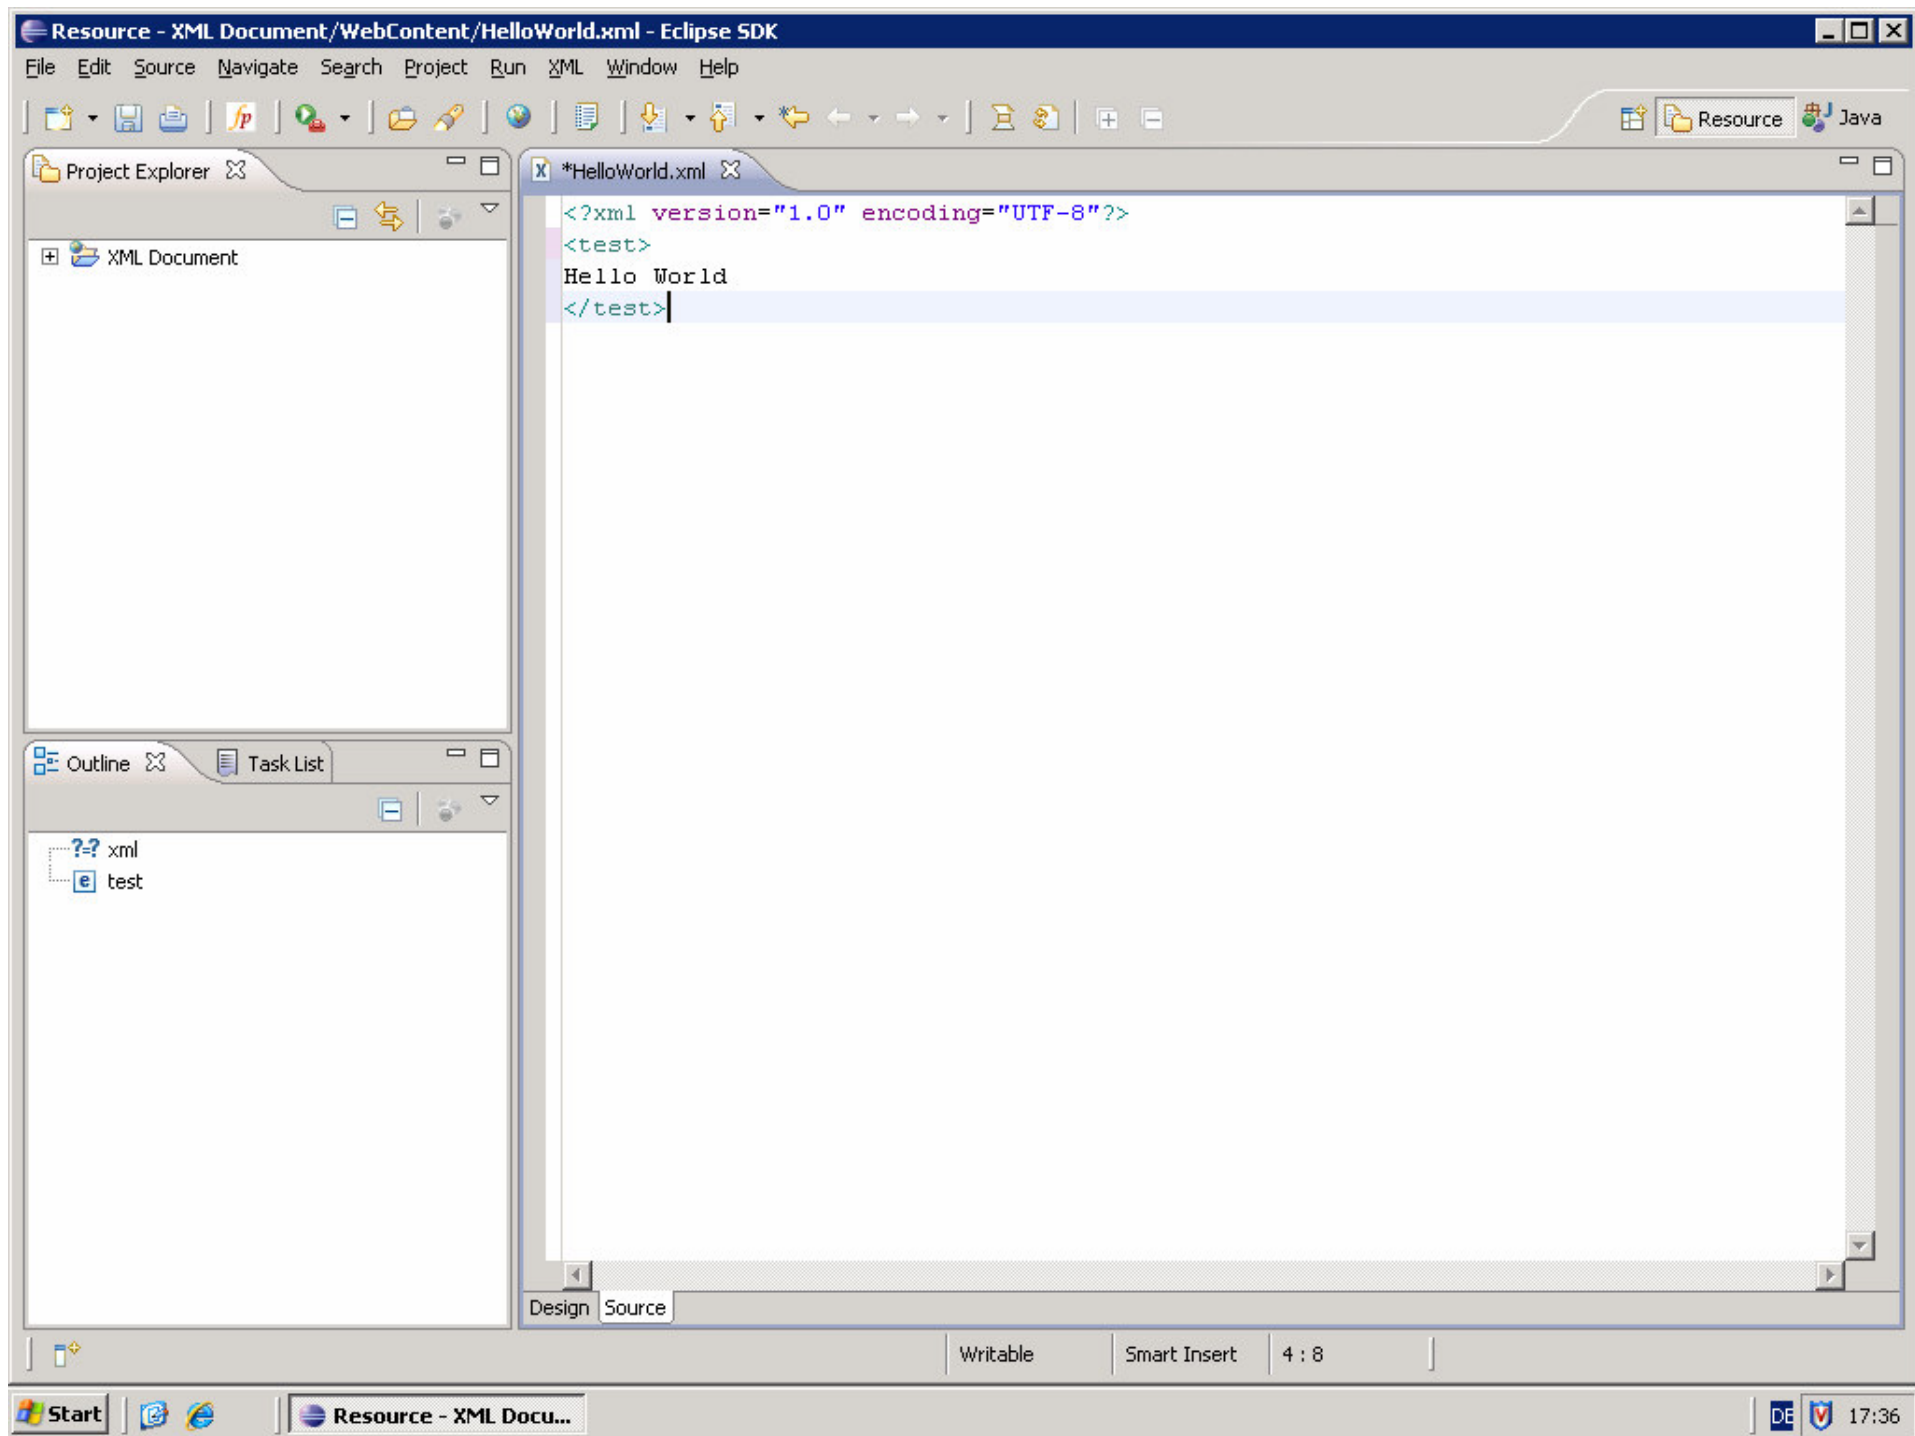 Resource - XML Document/WebContent/HelloWorld.xml - Eclipse SDK
File Edit Source Navigate Search Project Run XML Window Help
Resource Java
Project Explorer
XML Document
*HelloWorld.xml
<?xml version="1.0" encoding="UTF-8"?>
<test>
Hello World
</test>
Outline Task List
?=? xml
e test
Design Source
Writable Smart Insert 4 : 8
Start Resource - XML Docu... DE 17:36